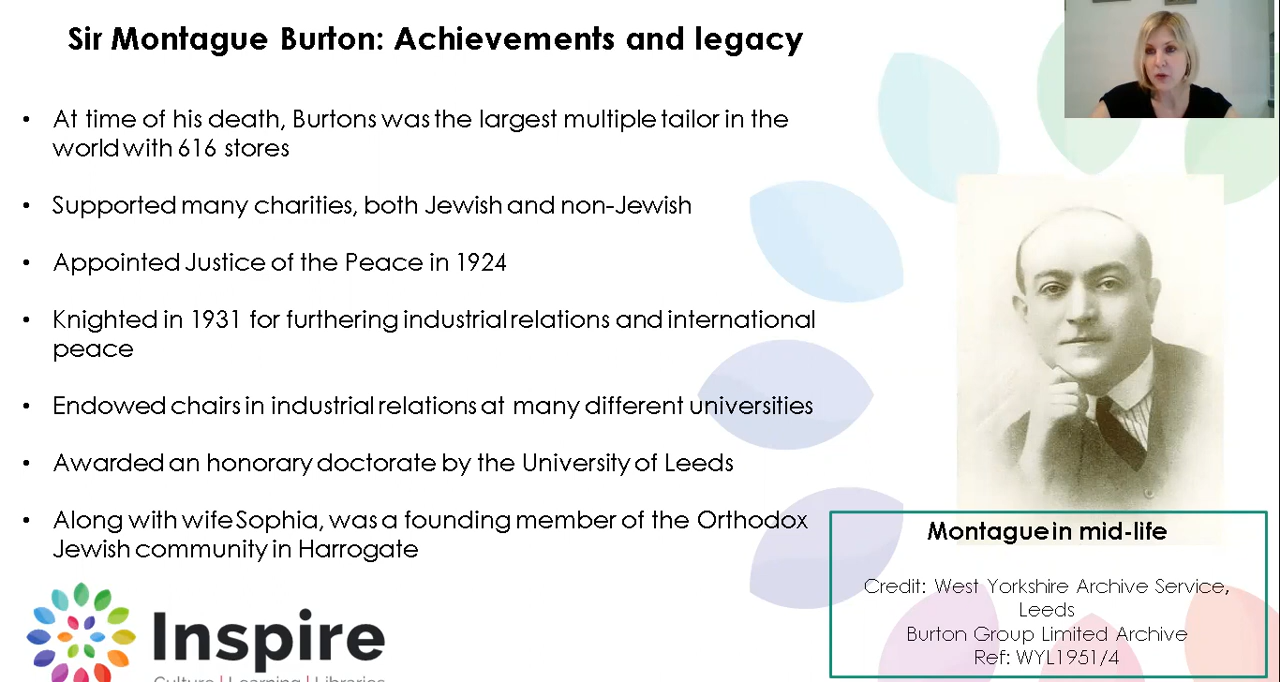 Sir Montague Burton: Achievements and legacy
• At time of his death, Burtons was the largest multiple tailor in the
world with 616 stores
• Supported many charities, both Jewish and non-Jewish
• Appointed Justice of the Peace in 1924
• Knighted in 1931 for furthering industrial relations and international
peace
• Endowed chairs in industrial relations at many different universities
• Awarded an honorary doctorate by the University of Leeds
• Along with wife Sophia, was a founding member of the Orthodox
Jewish community in Harrogate
Montague in mid-life
Credit: West Yorkshire Archive Service,
Leeds
Burton Group Limited Archive
Ref: WYL1951/4
Inspire
Culture | Learning | Libraries